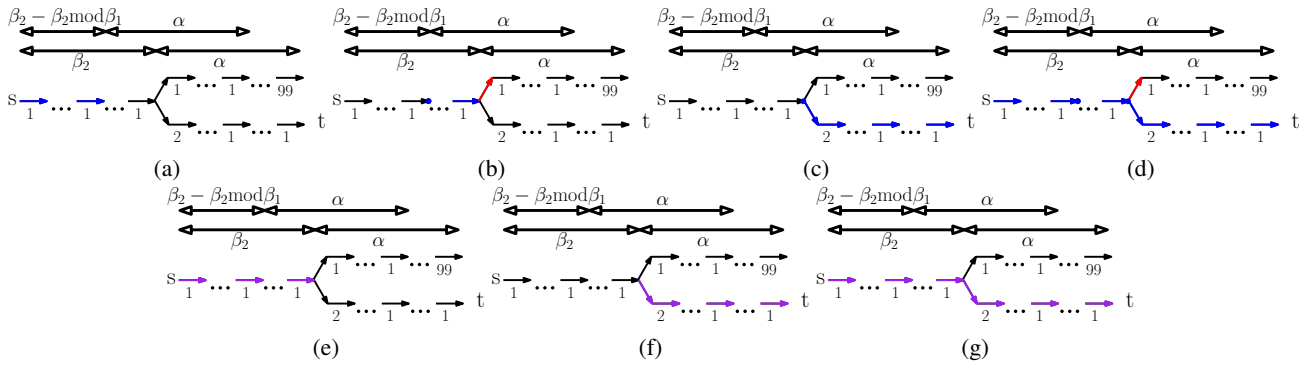 β₂ − β₂modβ₁ α β₂ − β₂modβ₁ α β₂ − β₂modβ₁ α β₂ − β₂modβ₁ α
β₂ α β₂ α β₂ α β₂ α
1 ... 1 ... 99 1 ... 1 ... 99 1 ... 1 ... 99 1 ... 1 ... 99
s 1 ... 1 ... 1 s 1 ... 1 ... 1 s 1 ... 1 ... 1 s 1 ... 1 ... 1
2 ... 1 ... 1 t 2 ... 1 ... 1 t 2 ... 1 ... 1 t 2 ... 1 ... 1 t
(a) (b) (c) (d)
β₂ − β₂modβ₁ α β₂ − β₂modβ₁ α β₂ − β₂modβ₁ α
β₂ α β₂ α β₂ α
1 ... 1 ... 99 1 ... 1 ... 99 1 ... 1 ... 99
s 1 ... 1 ... 1 s 1 ... 1 ... 1 s 1 ... 1 ... 1
2 ... 1 ... 1 t 2 ... 1 ... 1 t 2 ... 1 ... 1 t
(e) (f) (g)